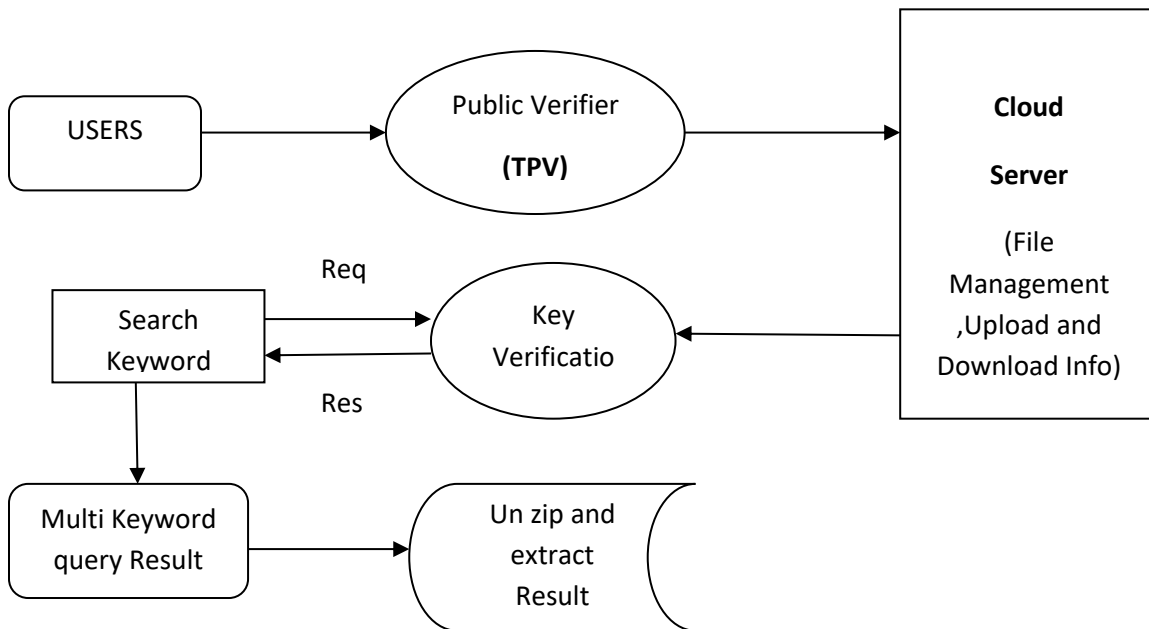 USERS
Public Verifier
(TPV)
Cloud
Server
(File
Management
,Upload and
Download Info)
Req
Search
Keyword
Key
Verificatio
Res
Multi Keyword
query Result
Un zip and
extract
Result